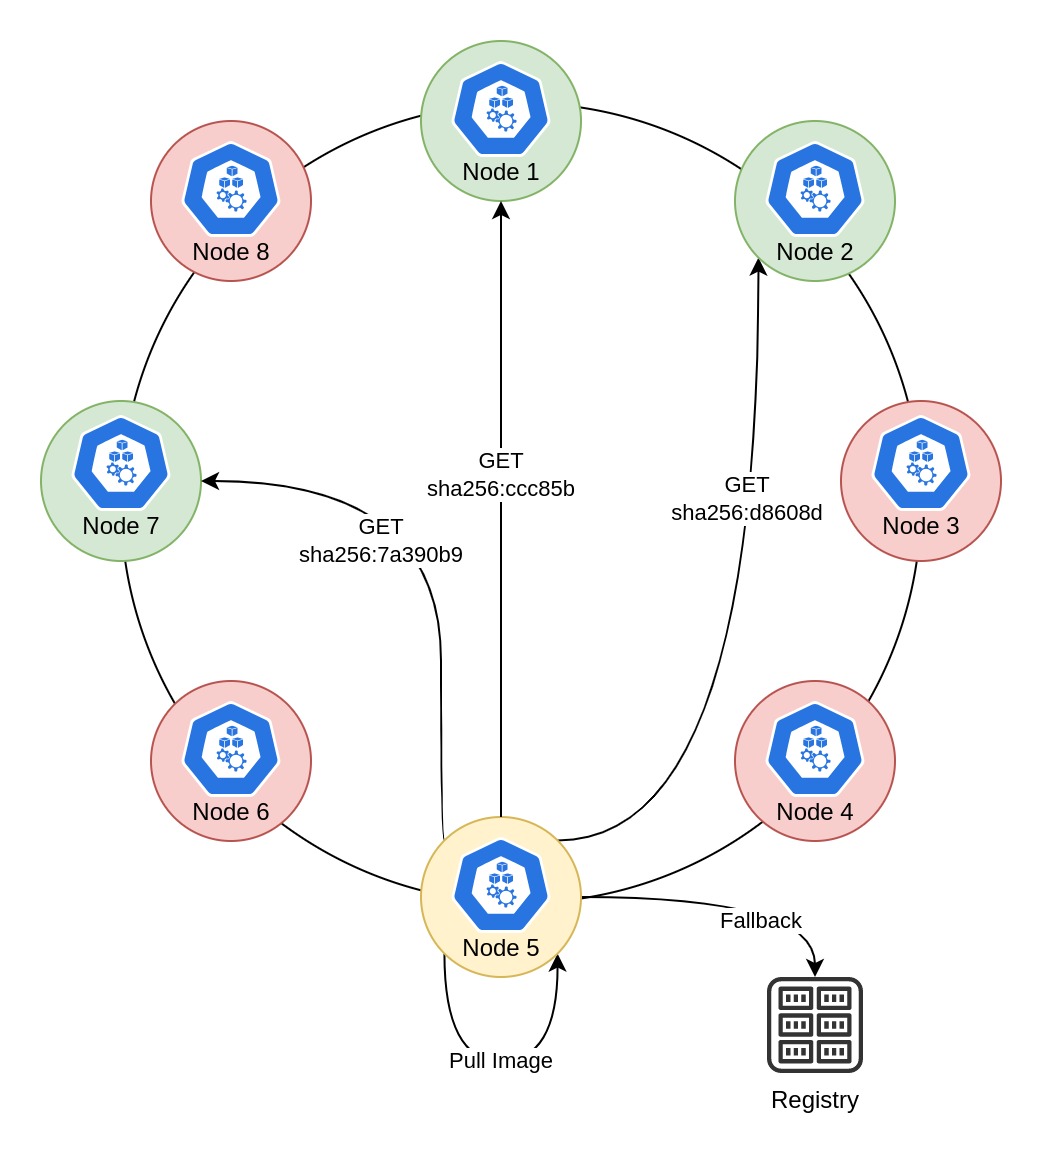 Node 1
Node 8
Node 2
GET
sha256:ccc85b
GET
sha256:d8608d
Node 7
GET
sha256:7a390b9
Node 3
Node 6
Node 4
Node 5
Fallback
Pull Image
Registry